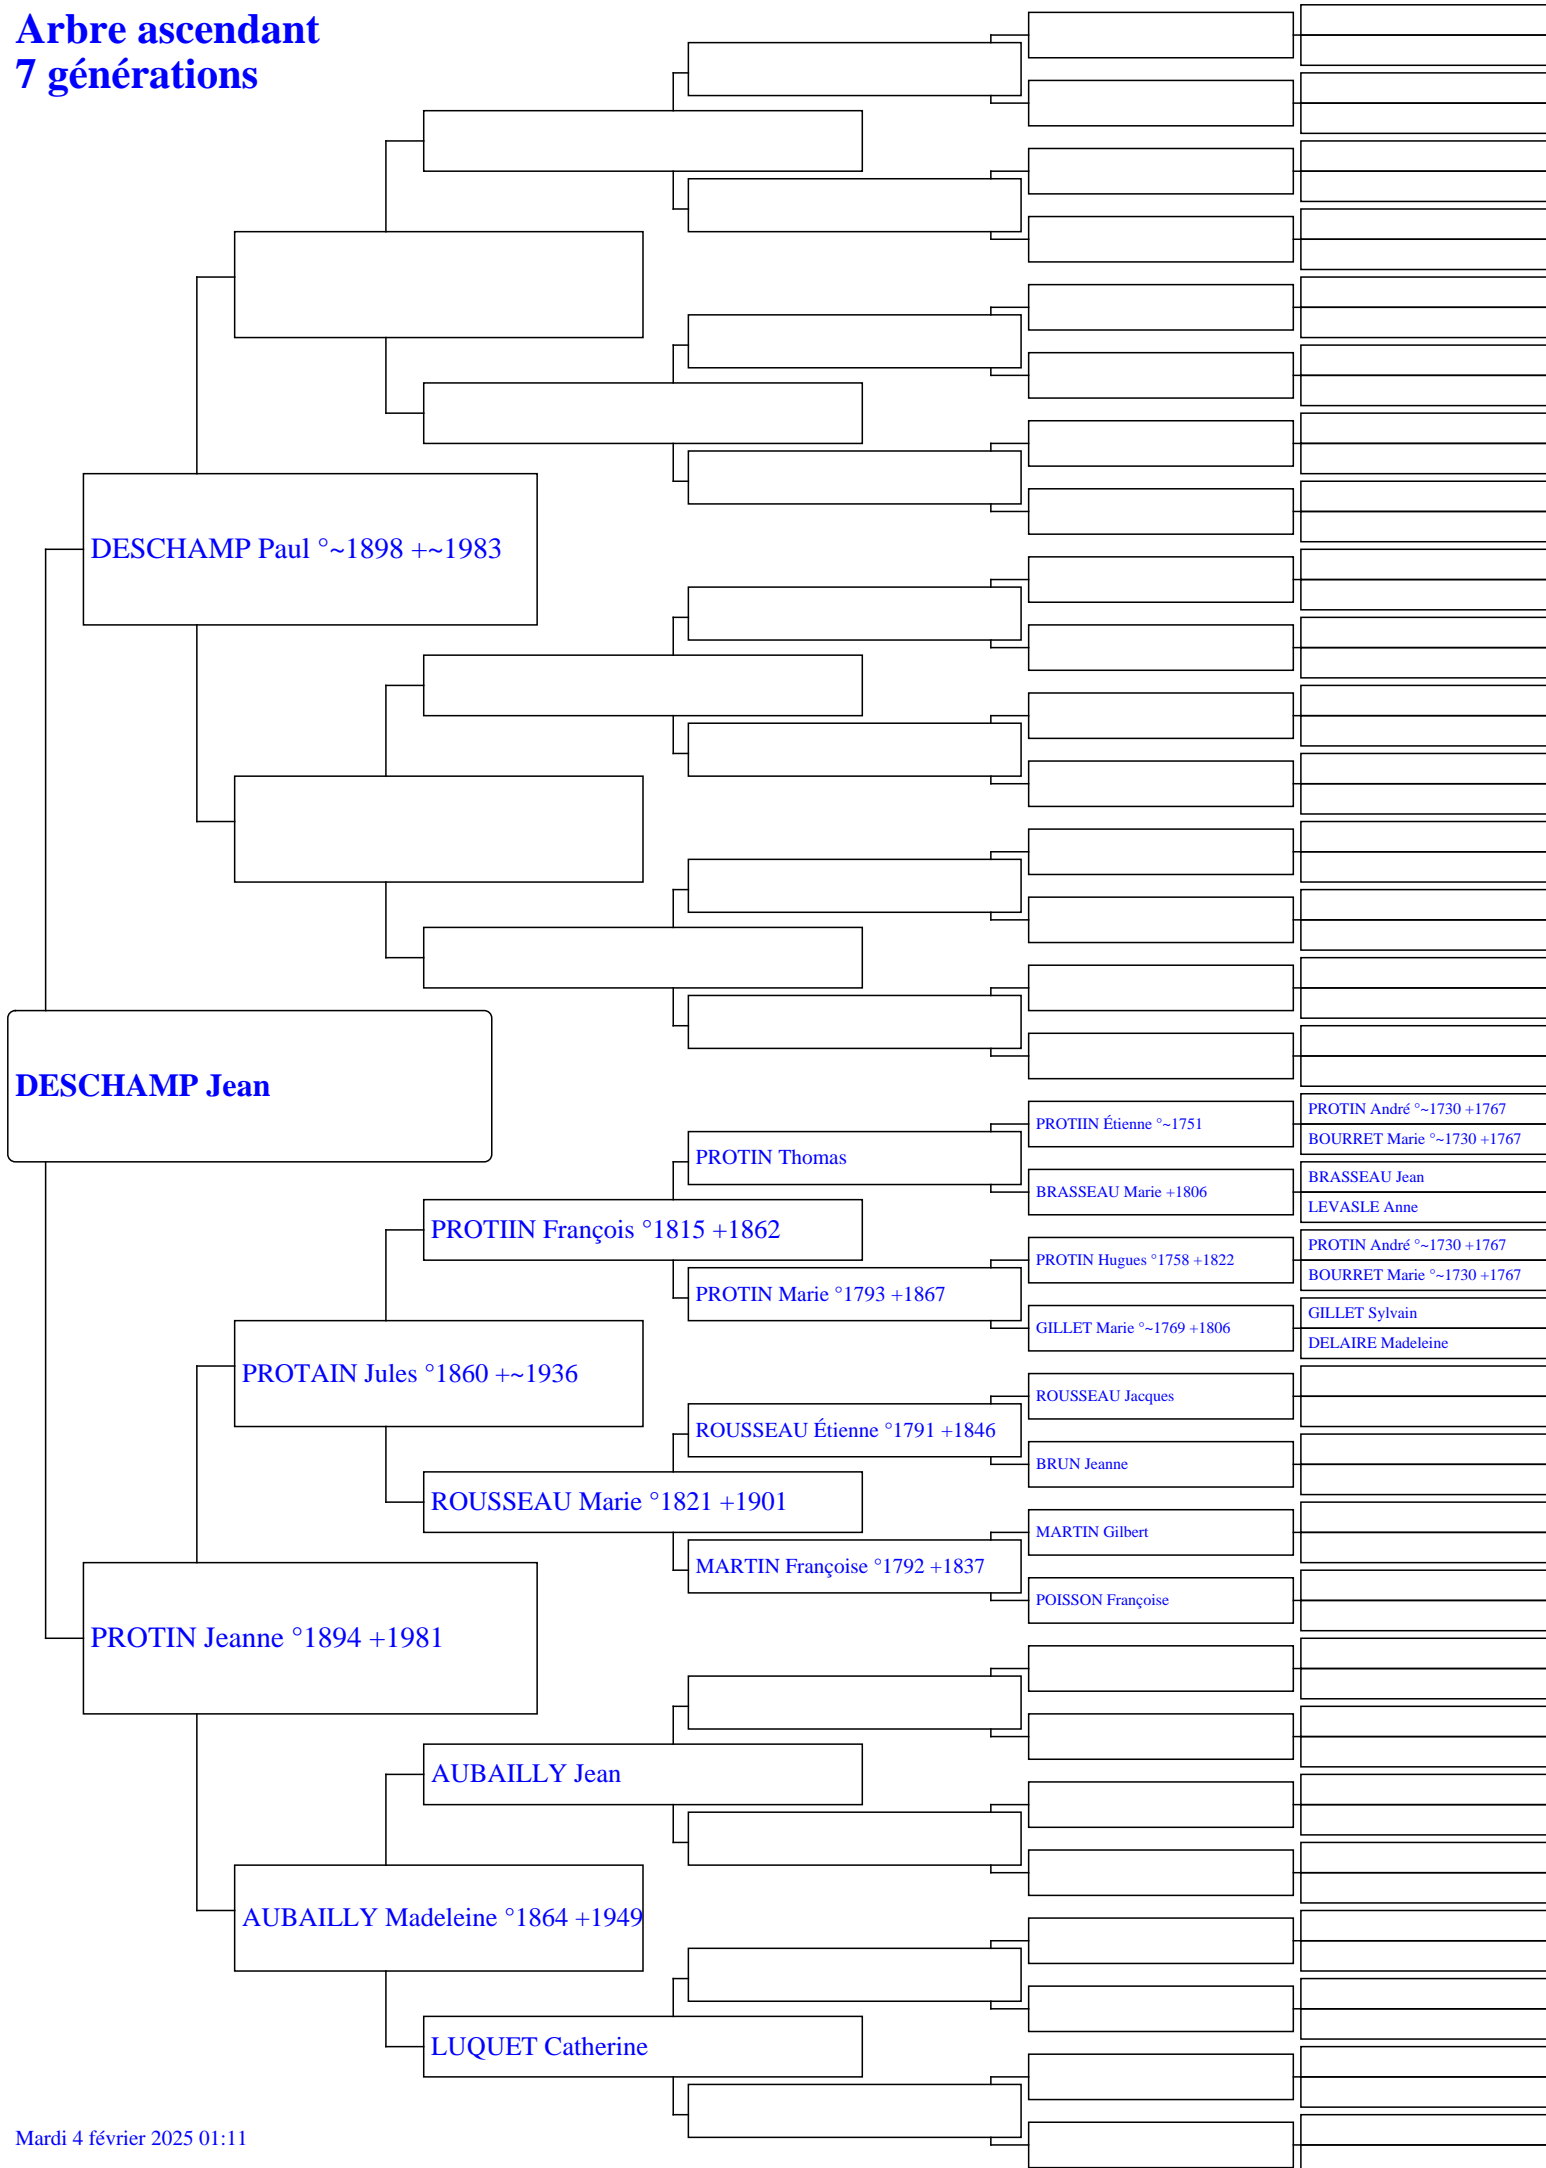 Arbre ascendant
7 générations
DESCHAMP Paul °~1898 +~1983
DESCHAMP Jean
PROTIN André °~1730 +1767
PROTIIN Étienne °~1751
BOURRET Marie °~1730 +1767
PROTIN Thomas
BRASSEAU Jean
BRASSEAU Marie +1806
LEVASLE Anne
PROTIIN François °1815 +1862
PROTIN André °~1730 +1767
PROTIN Hugues °1758 +1822
BOURRET Marie °~1730 +1767
PROTIN Marie °1793 +1867
GILLET Sylvain
GILLET Marie °~1769 +1806
DELAIRE Madeleine
PROTAIN Jules °1860 +~1936
ROUSSEAU Jacques
ROUSSEAU Étienne °1791 +1846
BRUN Jeanne
ROUSSEAU Marie °1821 +1901
MARTIN Gilbert
MARTIN Françoise °1792 +1837
POISSON Françoise
PROTIN Jeanne °1894 +1981
AUBAILLY Jean
AUBAILLY Madeleine °1864 +1949
LUQUET Catherine
Mardi 4 février 2025 01:11